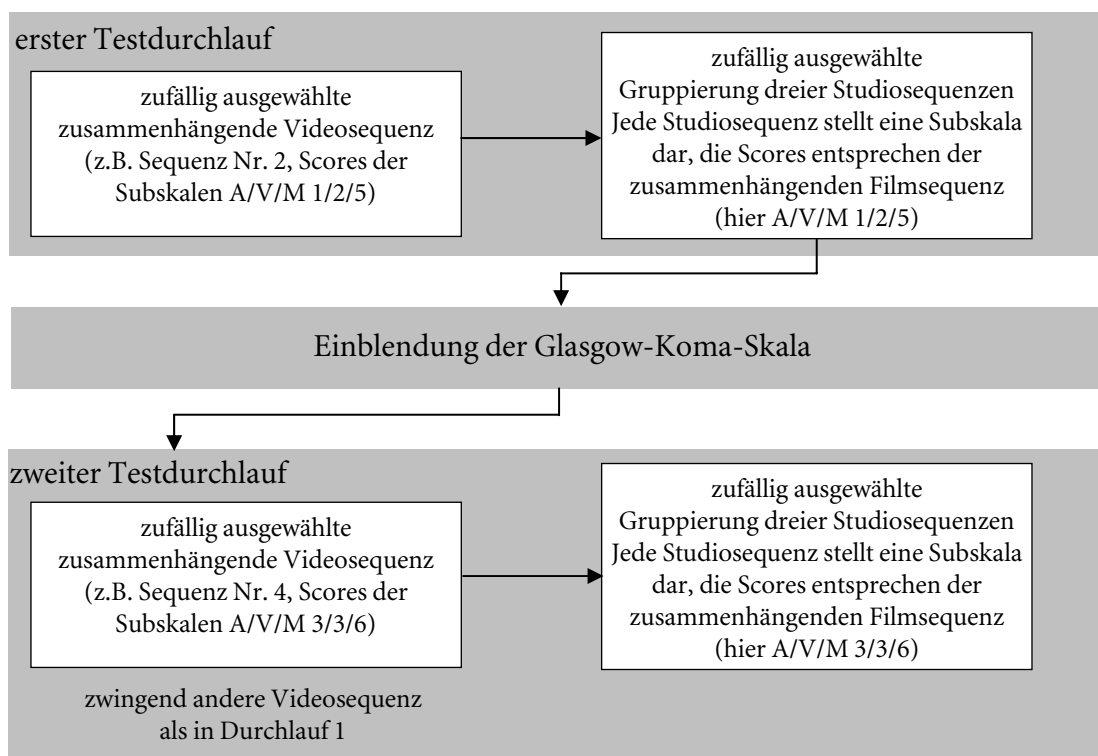 erster Testdurchlauf
zufällig ausgewählte
zusammenhängende Videosequenz
(z.B. Sequenz Nr. 2, Scores der
Subskalen A/V/M 1/2/5)
zufällig ausgewählte
Gruppierung dreier Studiosequenzen
Jede Studiosequenz stellt eine Subskala
dar, die Scores entsprechen der
zusammenhängenden Filmsequenz
(hier A/V/M 1/2/5)
Einblendung der Glasgow-Koma-Skala
zweiter Testdurchlauf
zufällig ausgewählte
zusammenhängende Videosequenz
(z.B. Sequenz Nr. 4, Scores der
Subskalen A/V/M 3/3/6)
zwingend andere Videosequenz
als in Durchlauf 1
zufällig ausgewählte
Gruppierung dreier Studiosequenzen
Jede Studiosequenz stellt eine Subskala
dar, die Scores entsprechen der
zusammenhängenden Filmsequenz
(hier A/V/M 3/3/6)